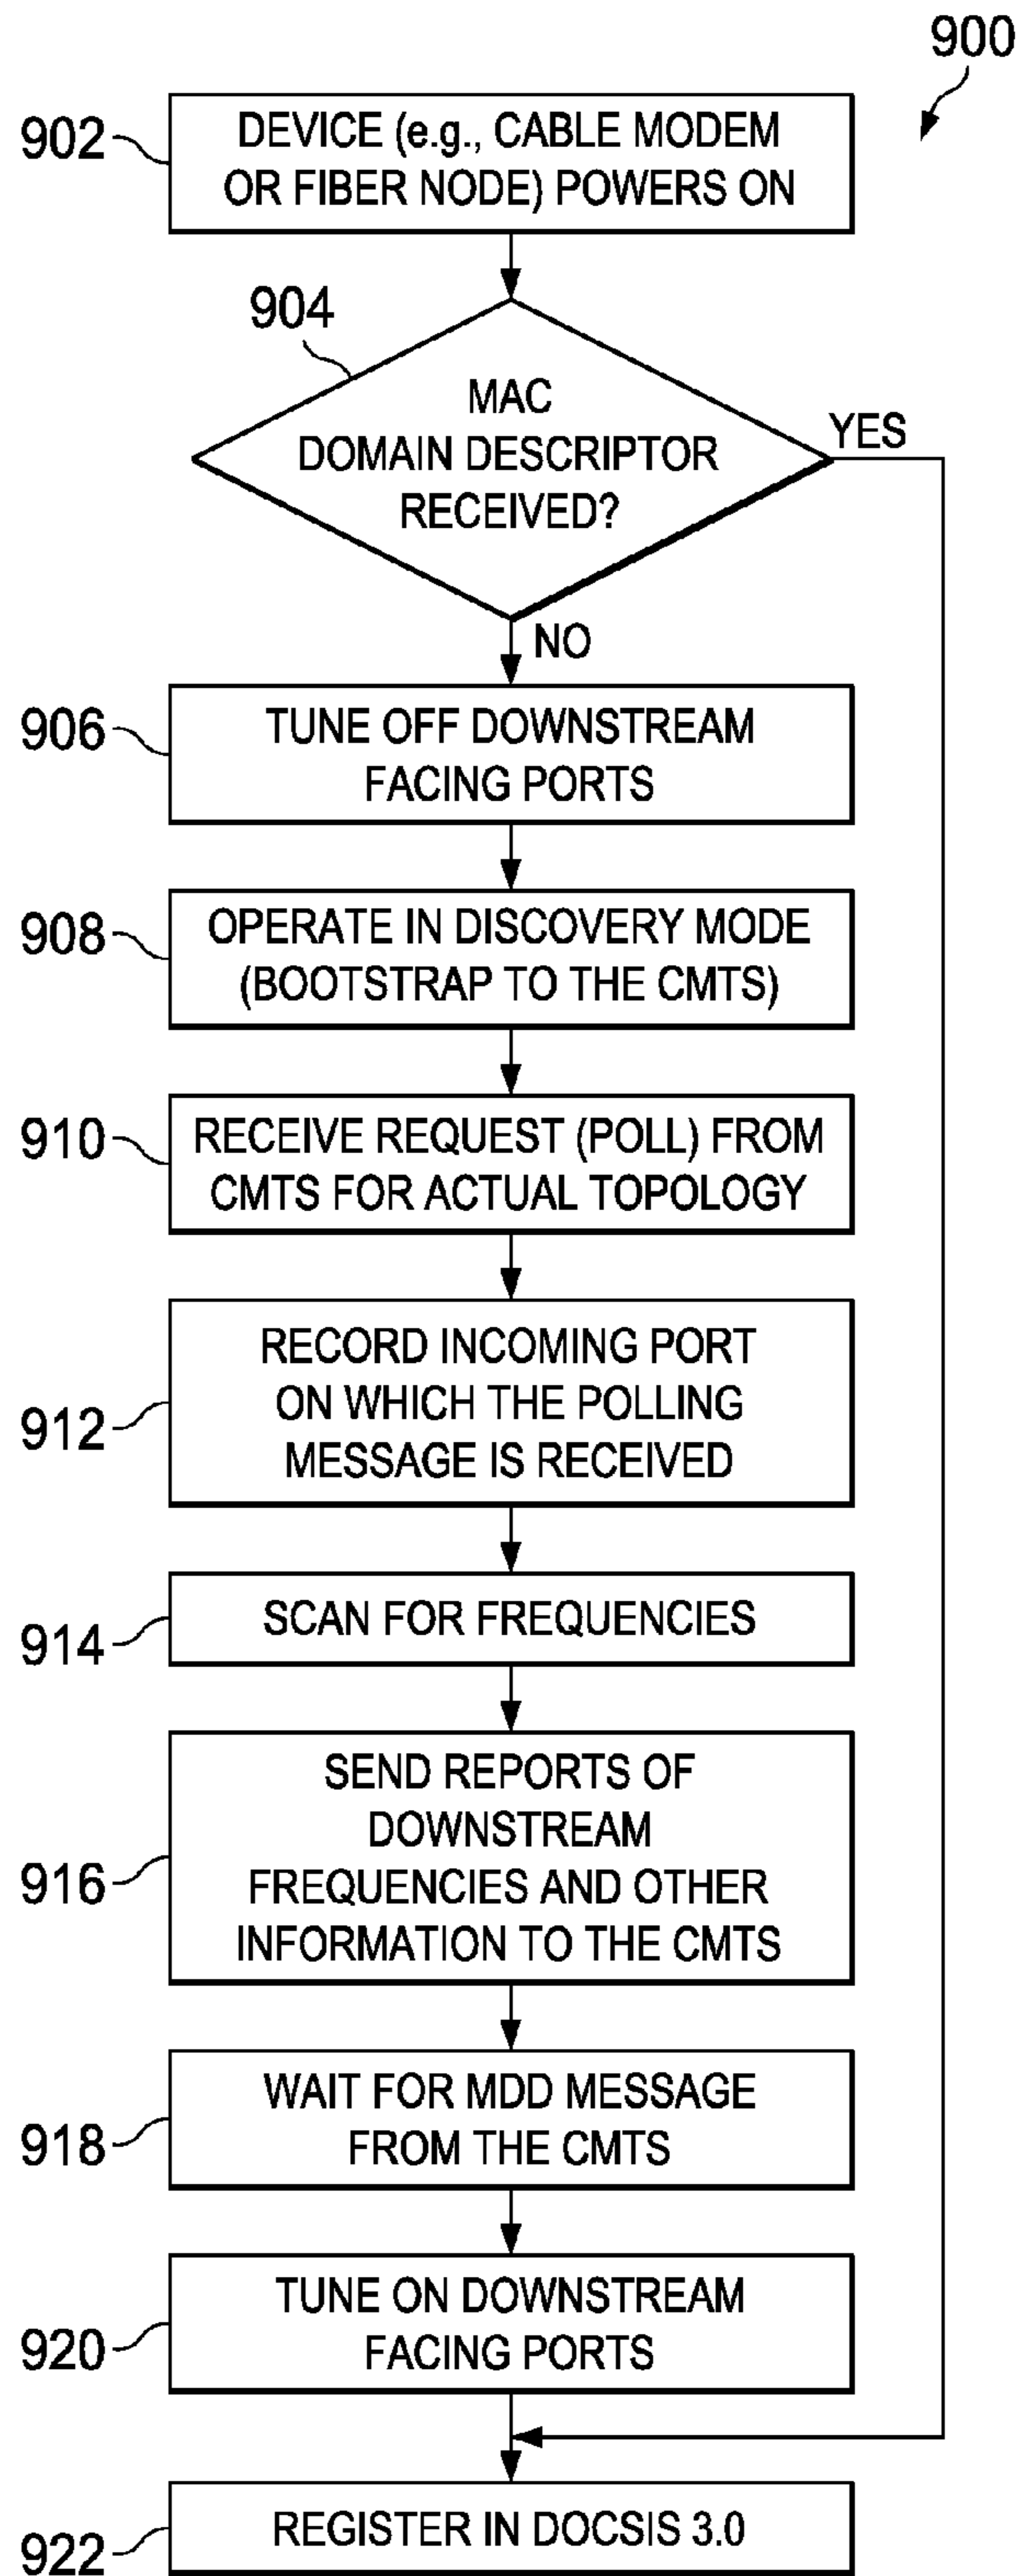 900
902
DEVICE (e.g., CABLE MODEM
OR FIBER NODE) POWERS ON
904
MAC
DOMAIN DESCRIPTOR
RECEIVED?
YES
NO
906
TUNE OFF DOWNSTREAM
FACING PORTS
908
OPERATE IN DISCOVERY MODE
(BOOTSTRAP TO THE CMTS)
910
RECEIVE REQUEST (POLL) FROM
CMTS FOR ACTUAL TOPOLOGY
912
RECORD INCOMING PORT
ON WHICH THE POLLING
MESSAGE IS RECEIVED
914
SCAN FOR FREQUENCIES
916
SEND REPORTS OF
DOWNSTREAM
FREQUENCIES AND OTHER
INFORMATION TO THE CMTS
918
WAIT FOR MDD MESSAGE
FROM THE CMTS
920
TUNE ON DOWNSTREAM
FACING PORTS
922
REGISTER IN DOCSIS 3.0